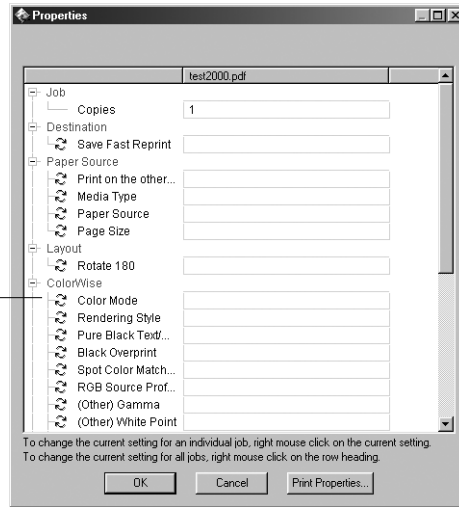 Properties
test2000.pdf
Job
Copies 1
Destination
Save Fast Reprint
Paper Source
Print on the other...
Media Type
Paper Source
Page Size
Layout
Rotate 180
ColorWise
Color Mode
Rendering Style
Pure Black Text/...
Black Overprint
Spot Color Match...
RGB Source Prof...
(Other) Gamma
(Other) White Point
To change the current setting for an individual job, right mouse click on the current setting.
To change the current setting for all jobs, right mouse click on the row heading.
OK Cancel Print Properties...